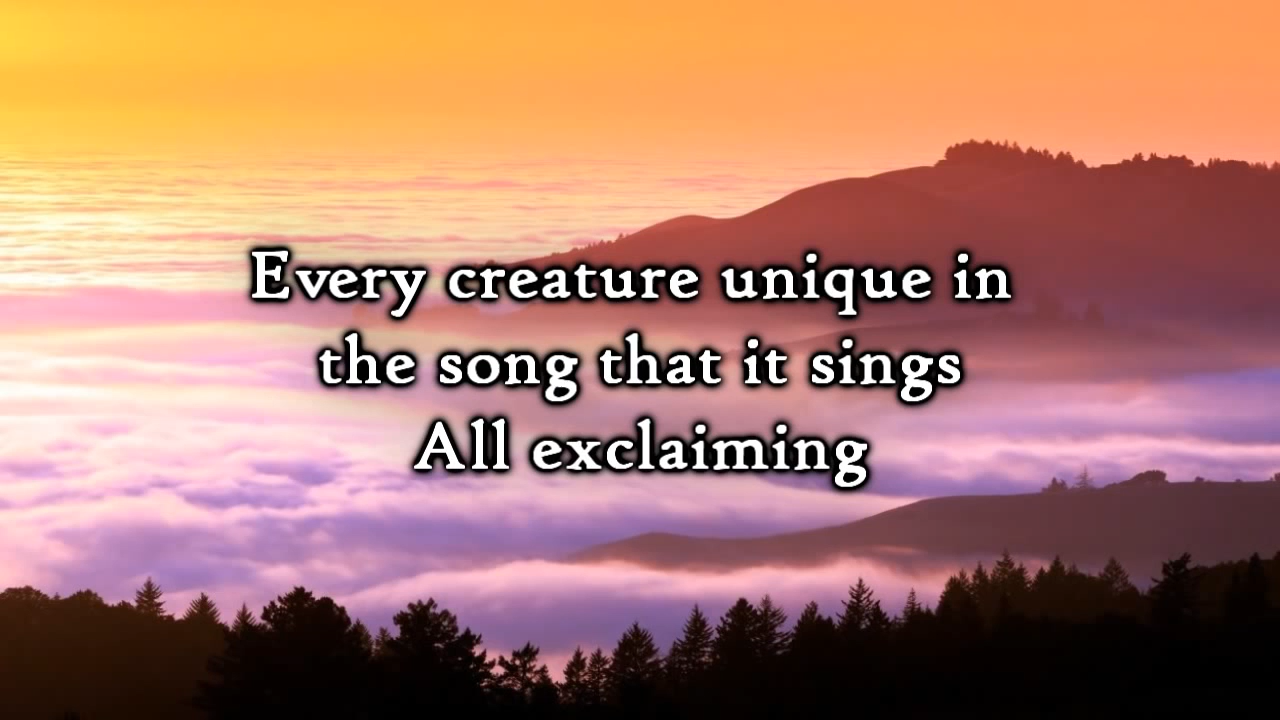 Every creature unique in
the song that it sings
All exclaiming